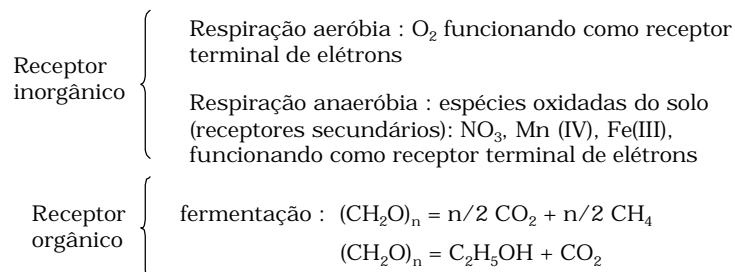 Receptor
inorgânico
Respiração aeróbia : O₂ funcionando como receptor
terminal de elétrons
Respiração anaeróbia : espécies oxidadas do solo
(receptores secundários): NO₃, Mn (IV), Fe(III),
funcionando como receptor terminal de elétrons
Receptor
orgânico
fermentação : (CH₂O)ₙ = n/2 CO₂ + n/2 CH₄
(CH₂O)ₙ = C₂H₅OH + CO₂